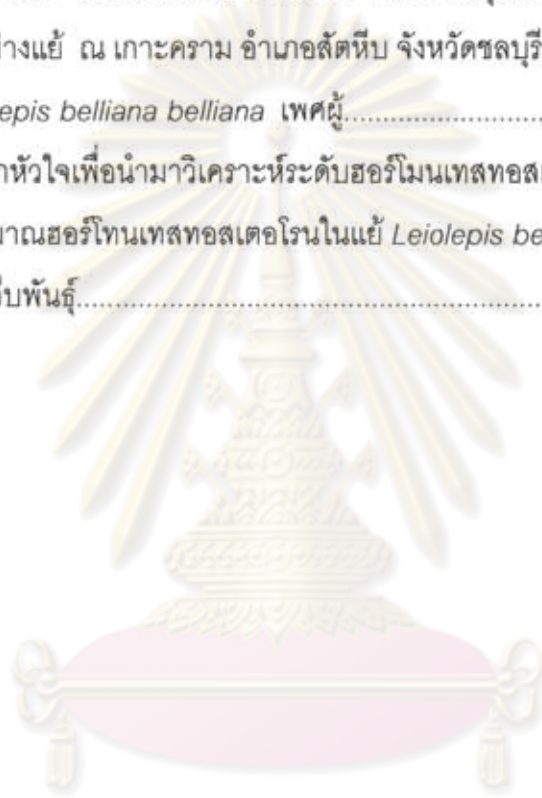 ย่างแย้ ณ เกาะคราม อำเภอสัตหีบ จังหวัดชลบุรี
epis belliana belliana เพศผู้..........................
าหัวใจเพื่อนำมาวิเคราะห์ระดับฮอร์โมนเทสทอสเ
มาณฮอร์โทนเทสทอสเตอโรนในแย้ Leiolepis be
ืบพันธุ์......................................................